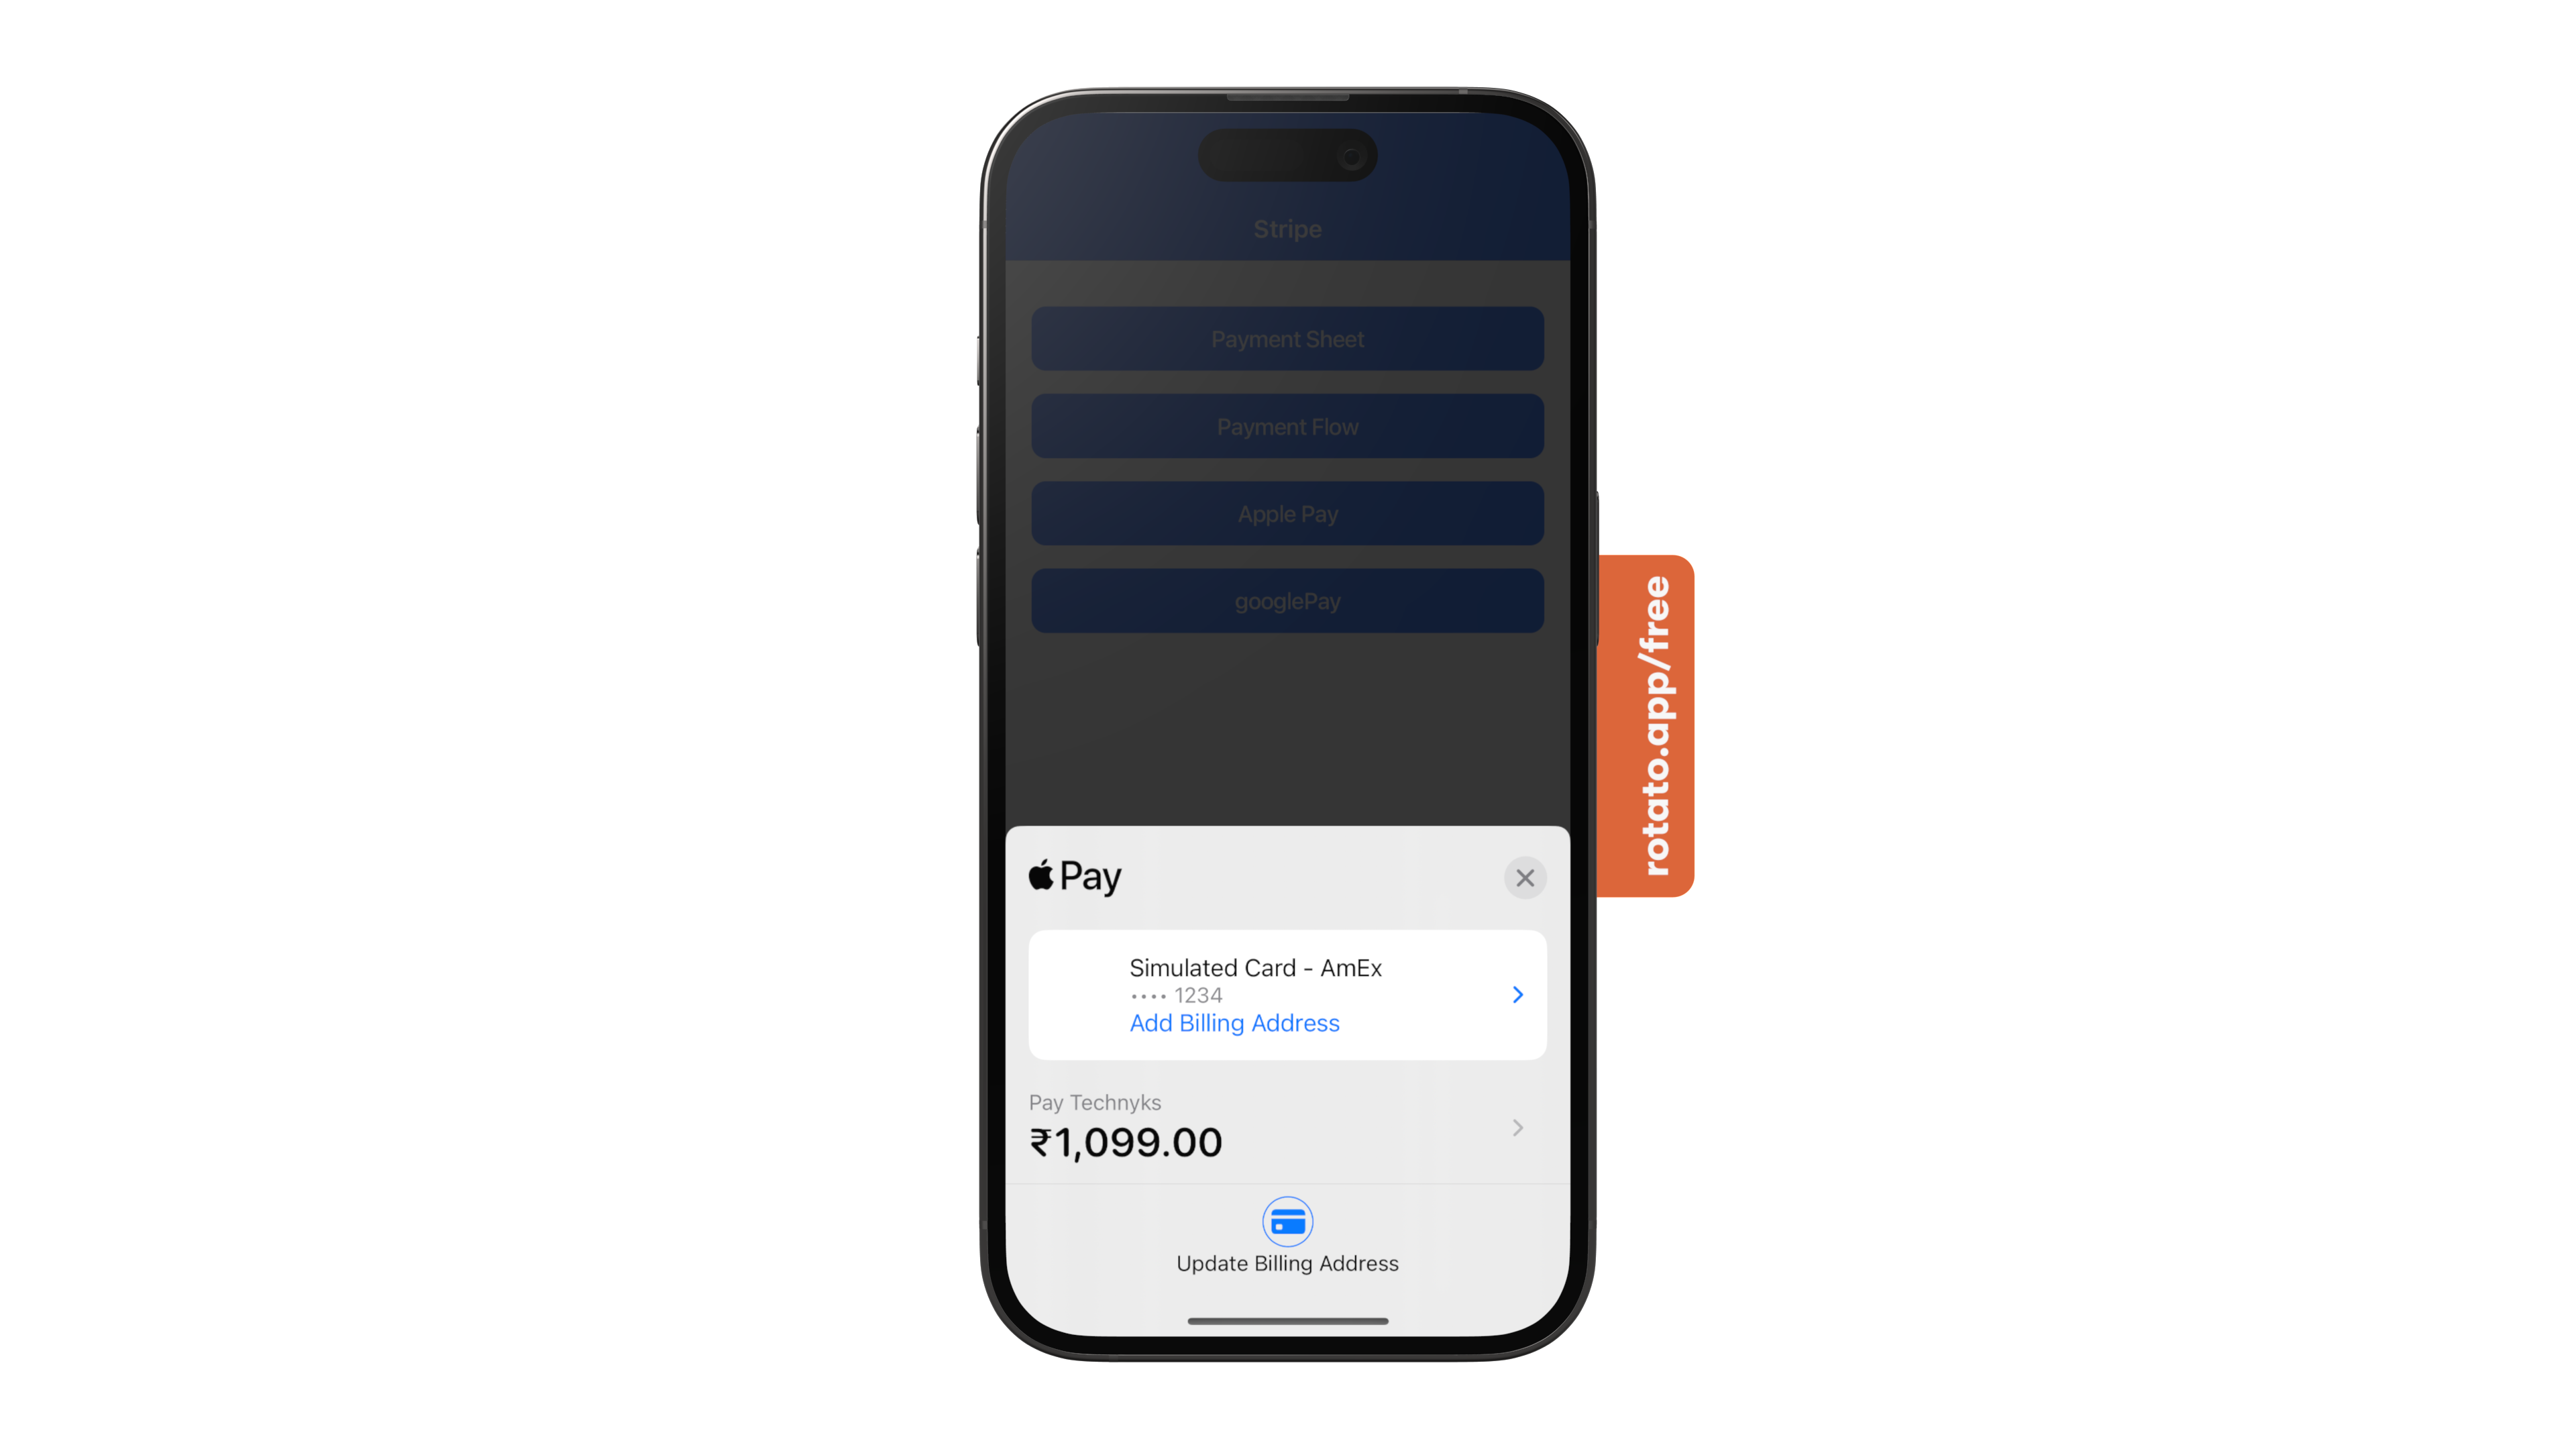 Stripe
Payment Sheet
Payment Flow
Apple Pay
googlePay
rotato.app/free
Pay
Simulated Card - AmEx
•••• 1234
Add Billing Address
Pay Technyks
₹1,099.00
Update Billing Address